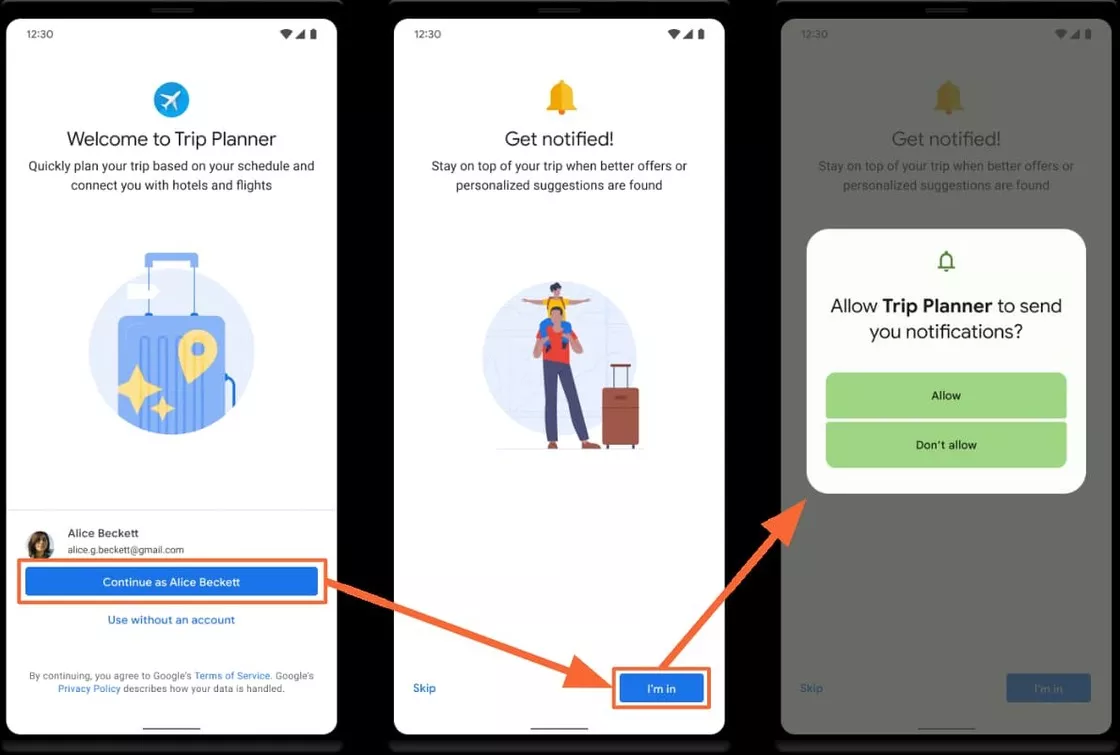 12:30
Welcome to Trip Planner
Quickly plan your trip based on your schedule and
connect you with hotels and flights
Alice Beckett
alice.g.beckett@gmail.com
Continue as Alice Beckett
Use without an account
By continuing, you agree to Google's Terms of Service. Google's
Privacy Policy describes how your data is handled.
12:30
Get notified!
Stay on top of your trip when better offers or
personalized suggestions are found
Skip
I'm in
12:30
Get notified!
Stay on top of your trip when better offers or
personalized suggestions are found
Allow Trip Planner to send
you notifications?
Allow
Don't allow
Skip
I'm in